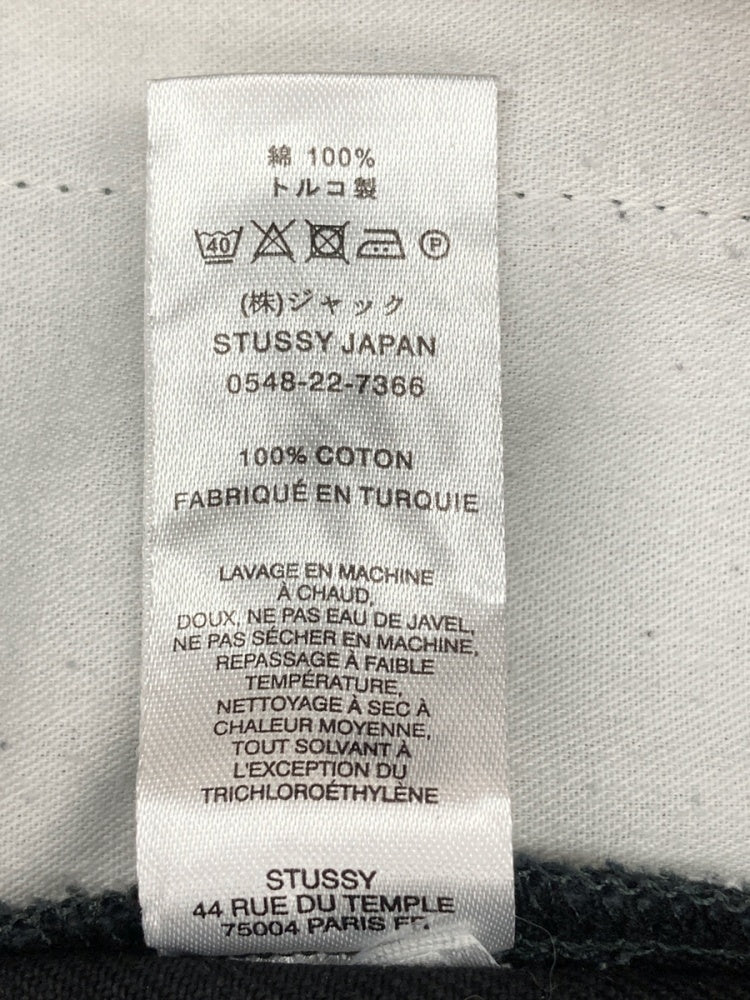 綿 100%
トルコ製
40 P
(株)ジャック
STUSSY JAPAN
0548-22-7366
100% COTON
FABRIQUÉ EN TURQUIE
LAVAGE EN MACHINE
À CHAUD,
DOUX, NE PAS EAU DE JAVEL,
NE PAS SÉCHER EN MACHINE,
REPASSAGE À FAIBLE
TEMPÉRATURE,
NETTOYAGE À SEC À
CHALEUR MOYENNE,
TOUT SOLVANT À
L'EXCEPTION DU
TRICHLOROÉTHYLÈNE
STUSSY
44 RUE DU TEMPLE
75004 PARIS